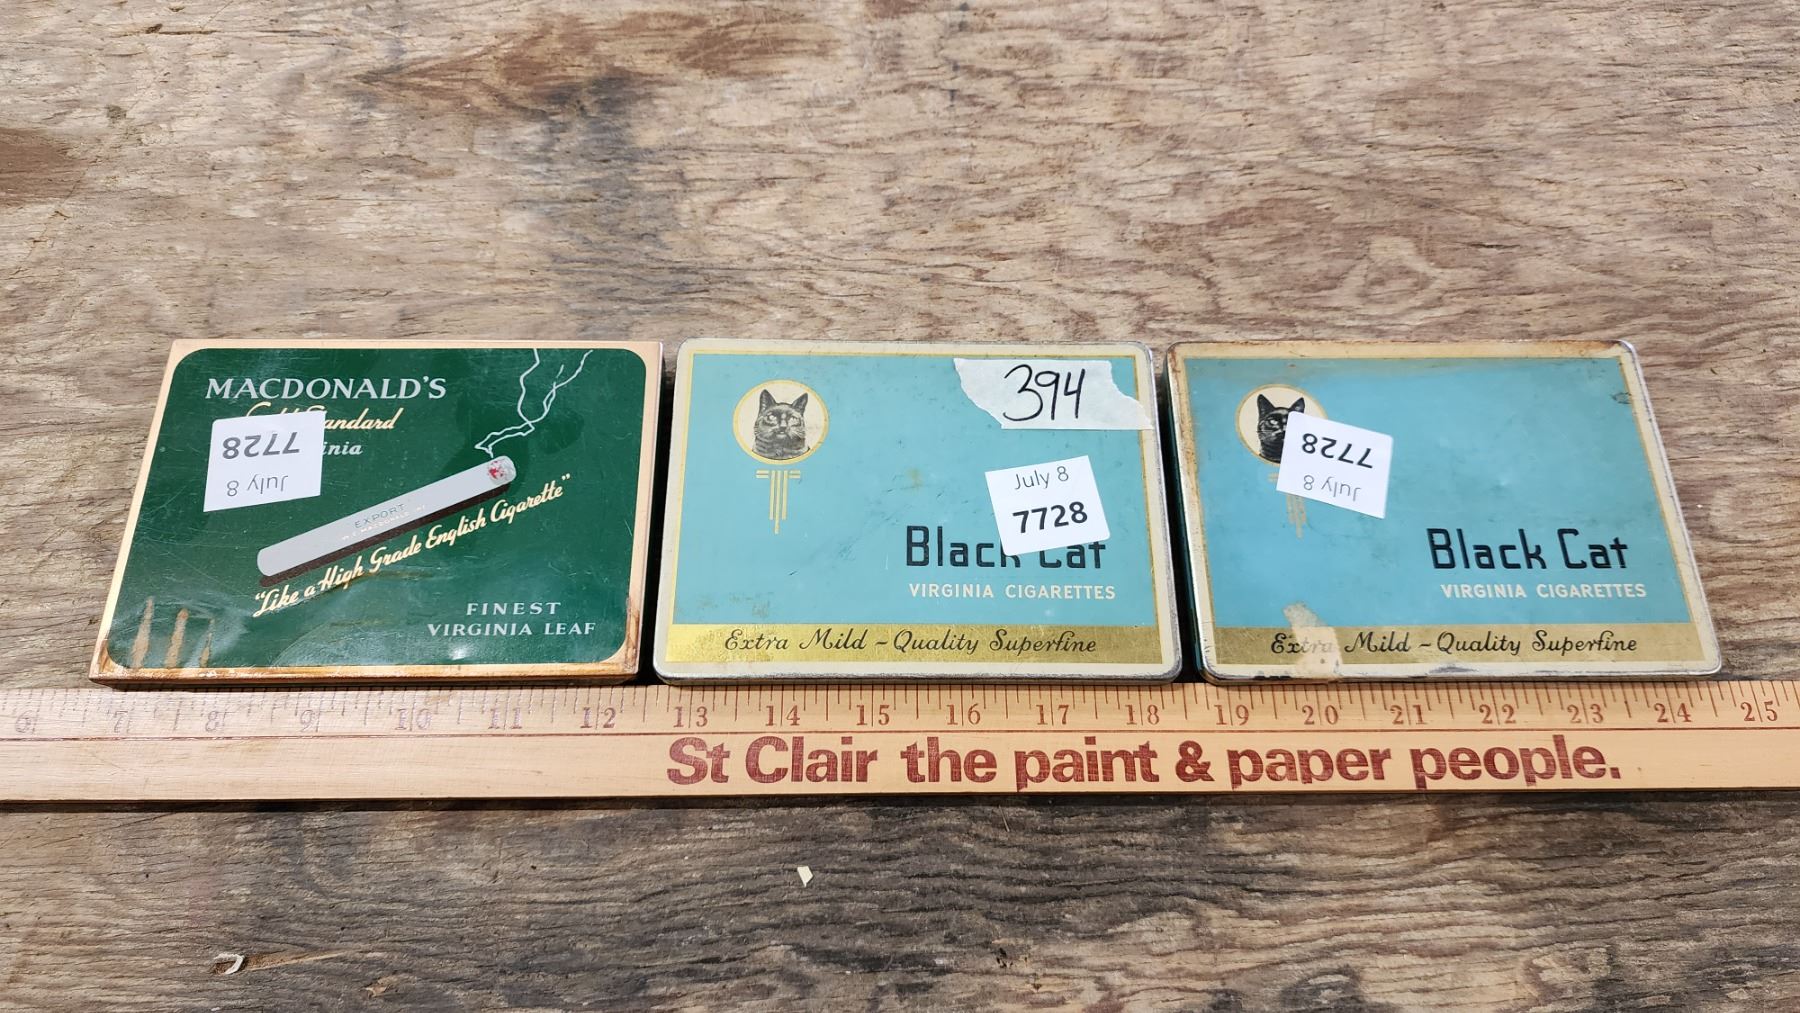 MACDONALD'S
Gold Standard
7728
July 8
EXPORT
"Like a High Grade English Cigarette"
FINEST
VIRGINIA LEAF
394
July 8
7728
Black Cat
VIRGINIA CIGARETTES
Extra Mild - Quality Superfine
7728
July 8
Black Cat
VIRGINIA CIGARETTES
Extra Mild - Quality Superfine
6 7 8 9 10 11 12 13 14 15 16 17 18 19 20 21 22 23 24 25
St Clair the paint & paper people.